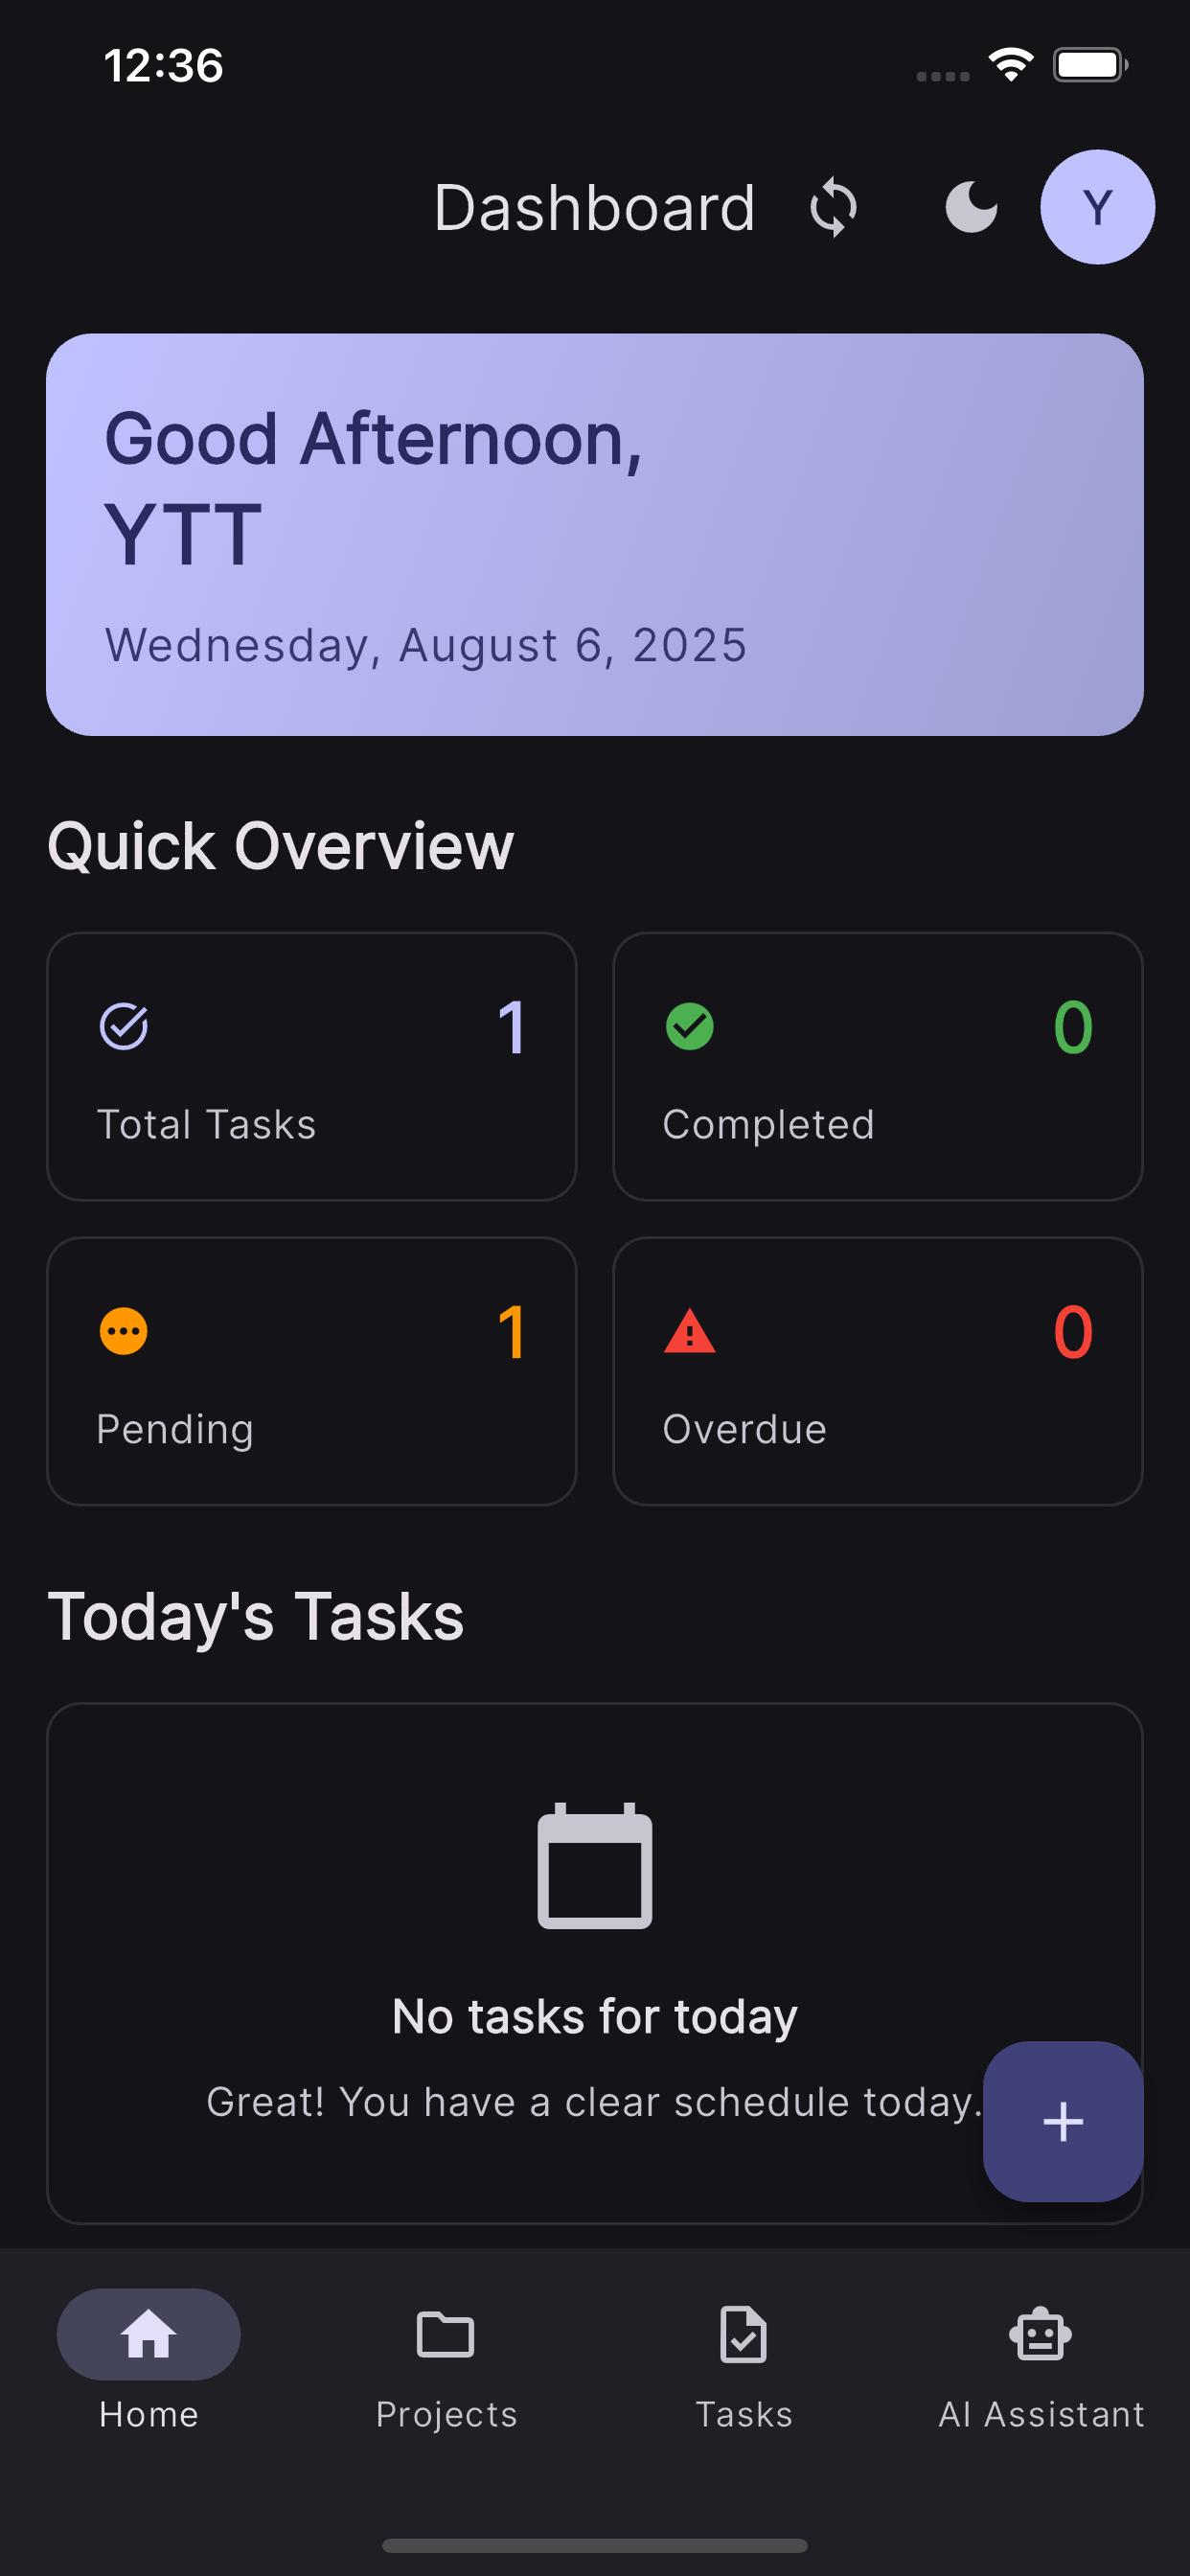 12:36
Dashboard
Y
Good Afternoon,
YTT
Wednesday, August 6, 2025
Quick Overview
1
Total Tasks
0
Completed
1
Pending
0
Overdue
Today's Tasks
No tasks for today
Great! You have a clear schedule today.
Home
Projects
Tasks
AI Assistant